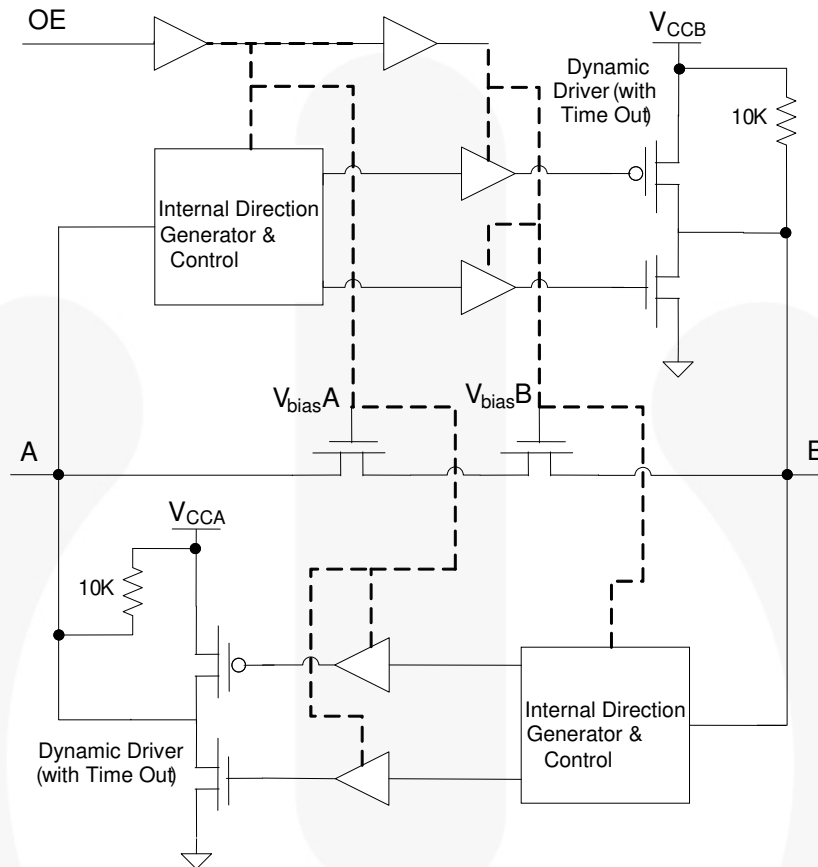 OE
VCCB
Dynamic
Driver (with
Time Out)
10K
Internal Direction
Generator &
Control
VbiasA
VbiasB
A
B
VCCA
10K
Internal Direction
Generator &
Control
Dynamic Driver
(with Time Out)